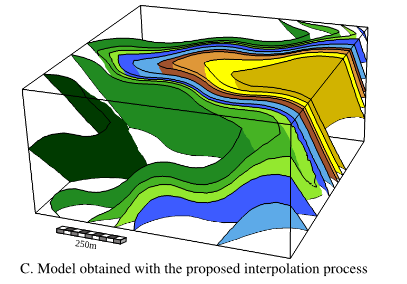 250m
C. Model obtained with the proposed interpolation process